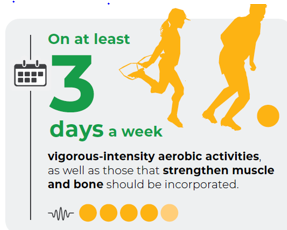 On at least
3
days a week
vigorous-intensity aerobic activities,
as well as those that strengthen muscle
and bone should be incorporated.